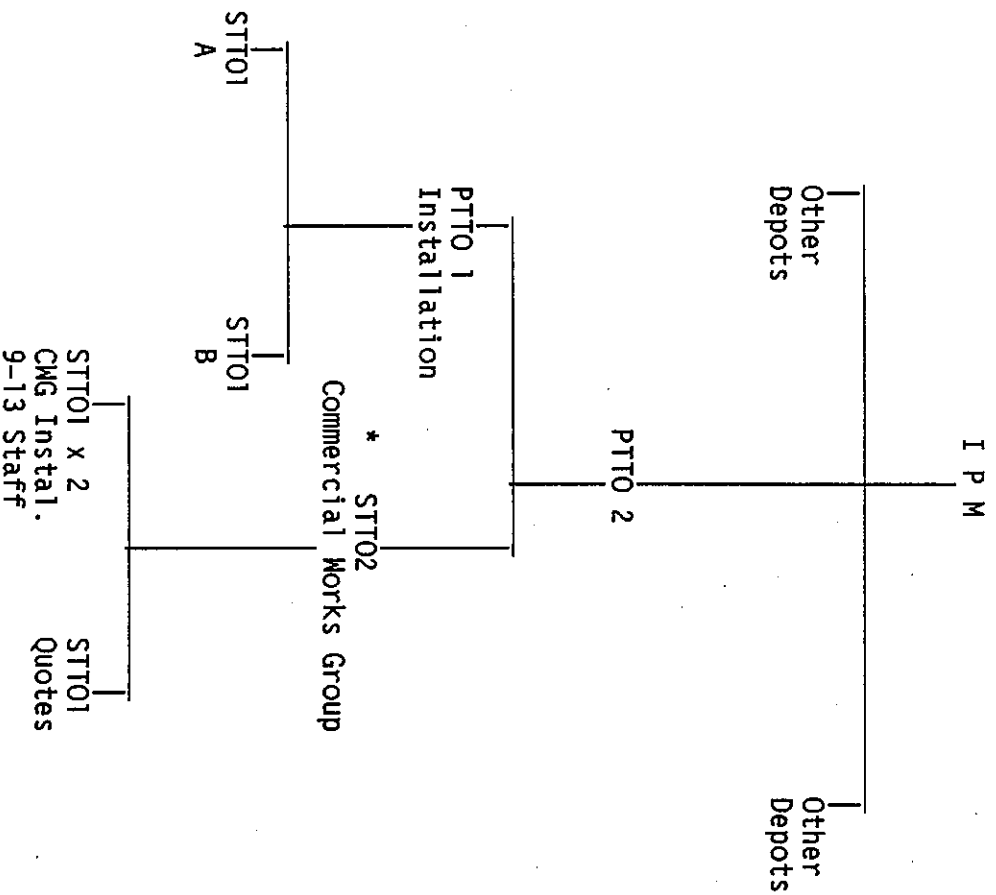 I P M
Other
Depots
Other
Depots
PTTO 2
PTTO 1
Installation
* STTO2
Commercial Works Group
STTO1
A
STTO1
B
STTO1 x 2
CWG Instal.
9-13 Staff
STTO1
Quotes